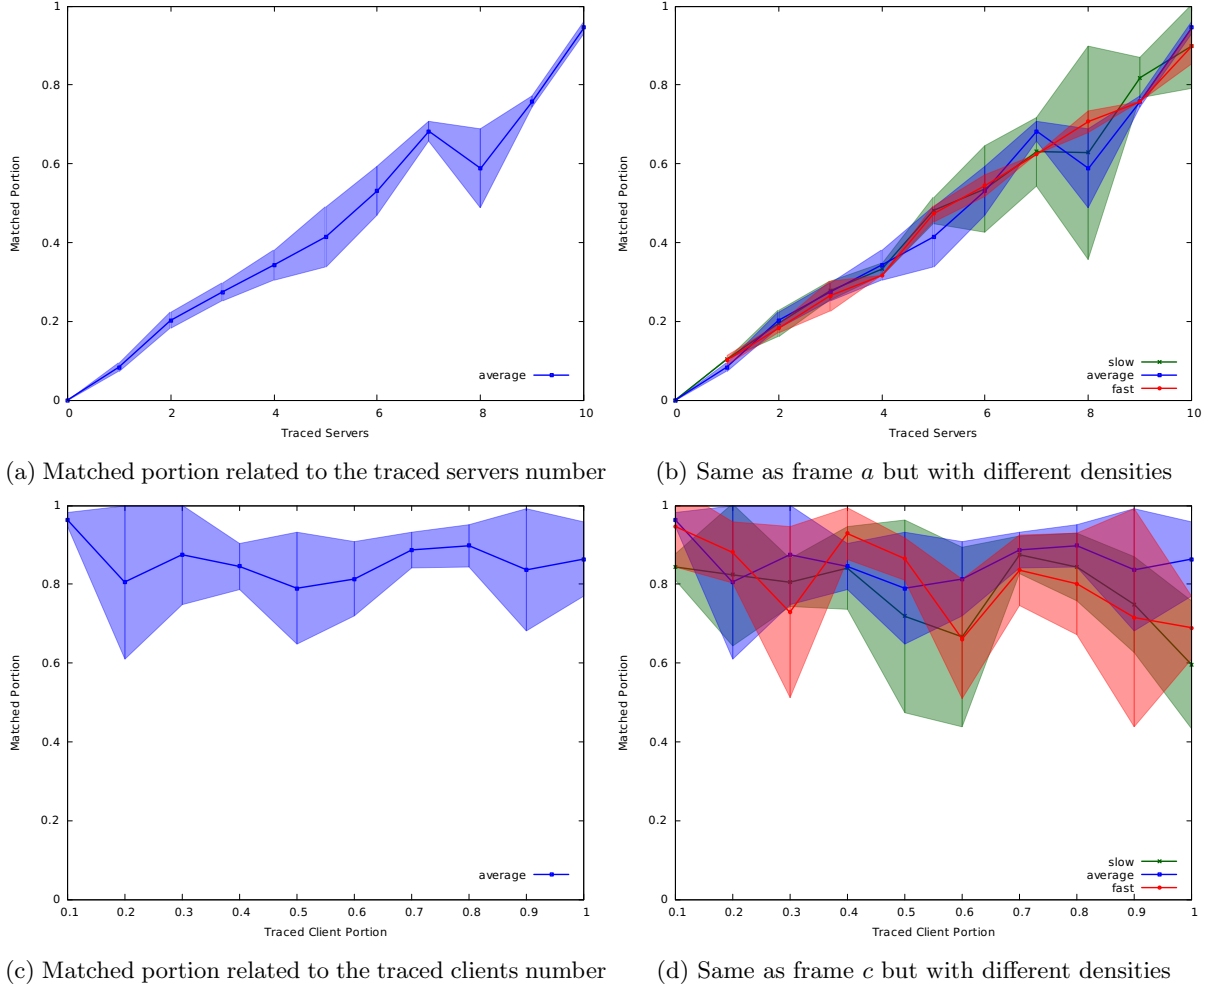 1
0.8
0.6
0.4
0.2
0
Matched Portion
average
0 2 4 6 8 10
Traced Servers
(a) Matched portion related to the traced servers number
1
0.8
0.6
0.4
0.2
0
Matched Portion
slow
average
fast
0 2 4 6 8 10
Traced Servers
(b) Same as frame a but with different densities
1
0.8
0.6
0.4
0.2
0
Matched Portion
average
0.1 0.2 0.3 0.4 0.5 0.6 0.7 0.8 0.9 1
Traced Client Portion
(c) Matched portion related to the traced clients number
1
0.8
0.6
0.4
0.2
0
Matched Portion
slow
average
fast
0.1 0.2 0.3 0.4 0.5 0.6 0.7 0.8 0.9 1
Traced Client Portion
(d) Same as frame c but with different densities